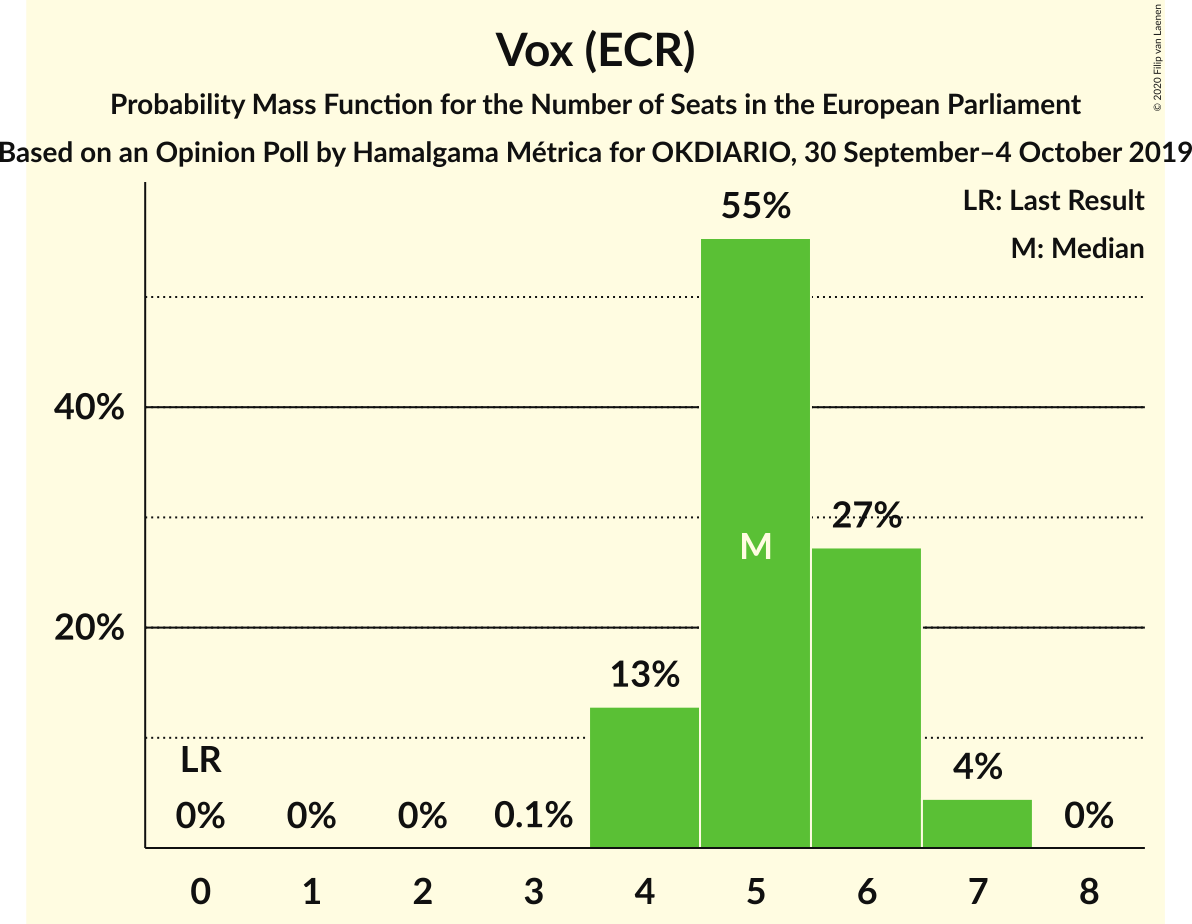 Vox (ECR)
Probability Mass Function for the Number of Seats in the European Parliament
Based on an Opinion Poll by Hamalgama Métrica for OKDIARIO, 30 September–4 October 2019
© 2020 Filip van Laenen
LR: Last Result
M: Median
55%
40%
27%
M
20%
13%
LR
4%
0%
0%
0%
0.1%
0%
0
1
2
3
4
5
6
7
8